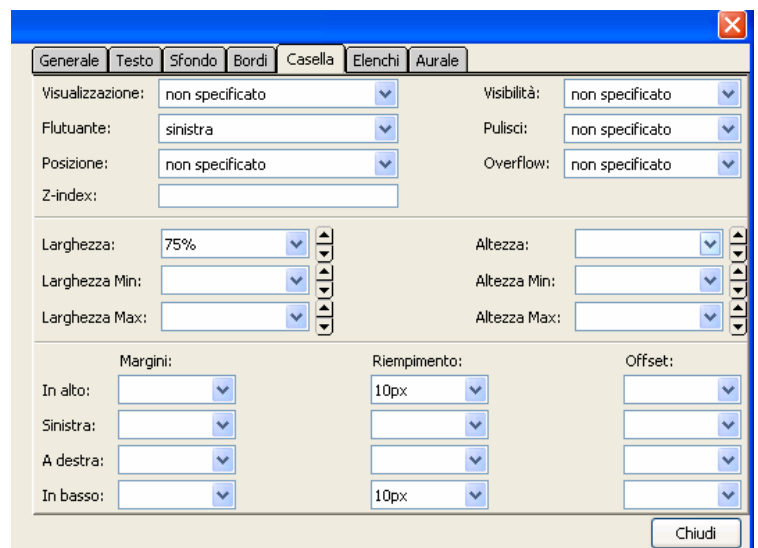 Generale Testo Sfondo Bordi Casella Elenchi Aurale
Visualizzazione: non specificato Visibilità: non specificato
Flutuante: sinistra Pulisci: non specificato
Posizione: non specificato Overflow: non specificato
Z-index:
Larghezza: 75% Altezza:
Larghezza Min: Altezza Min:
Larghezza Max: Altezza Max:
Margini: Riempimento: Offset:
In alto: 10px
Sinistra:
A destra:
In basso: 10px
Chiudi